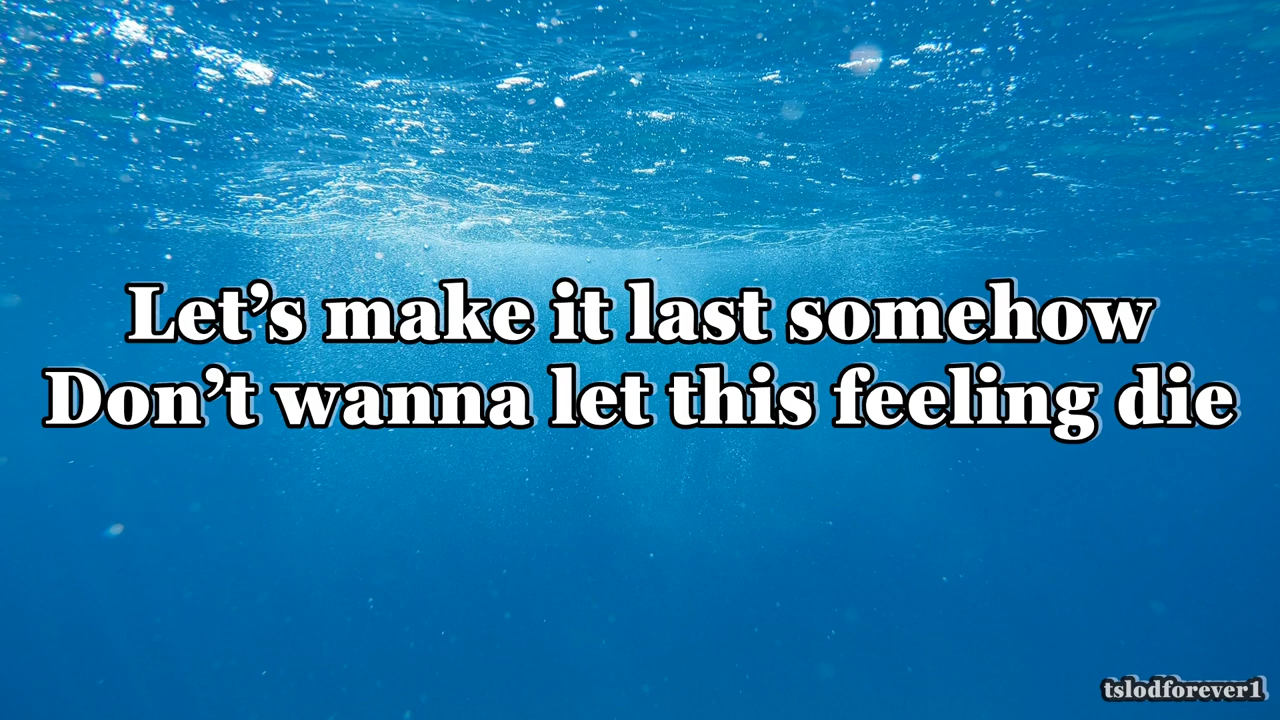 Let’s make it last somehow
Don’t wanna let this feeling die
tslodforever1